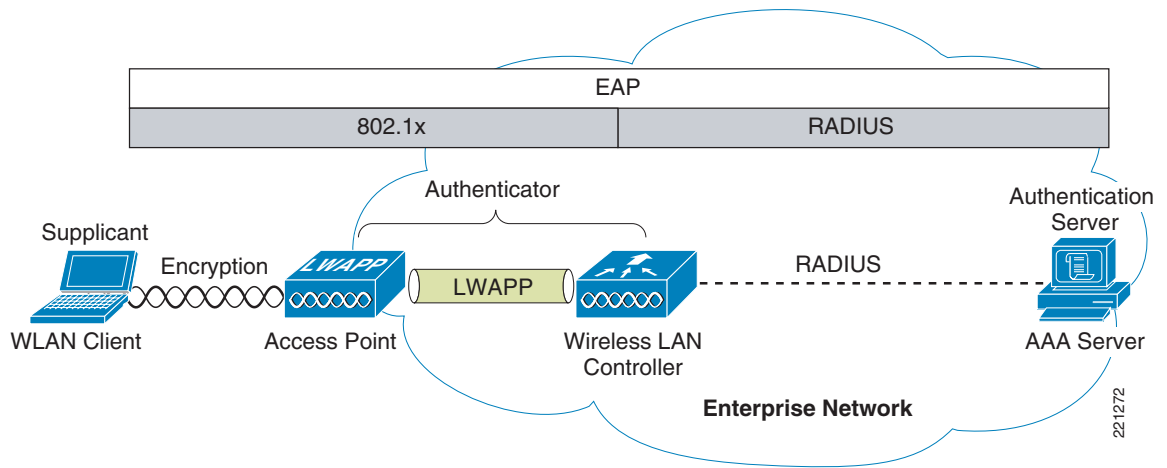 EAP
802.1x
RADIUS
Authenticator
Authentication
Server
Supplicant
Encryption
LWAPP
LWAPP
RADIUS
WLAN Client
Access Point
Wireless LAN
Controller
AAA Server
Enterprise Network
221272